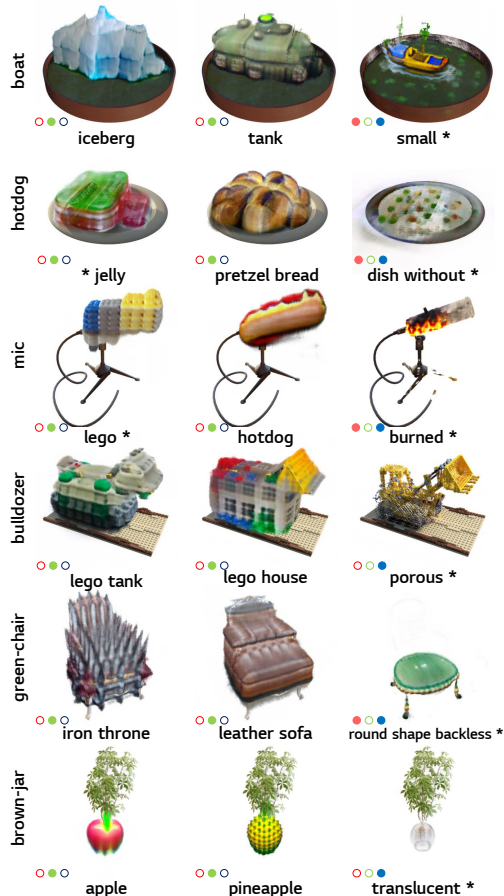 boat
iceberg
tank
small *
hotdog
* jelly
pretzel bread
dish without *
mic
lego *
hotdog
burned *
bulldozer
lego tank
lego house
porous *
green-chair
iron throne
leather sofa
round shape backless *
brown-jar
apple
pineapple
translucent *